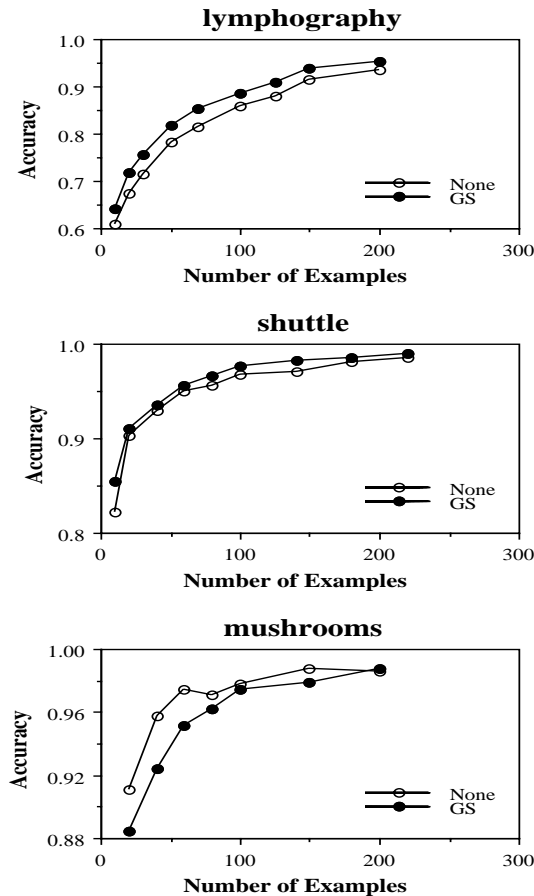 lymphography
1.0
0.9
0.8
0.7
0.6
Accuracy
None
GS
0 100 200 300
Number of Examples
shuttle
1.0
0.9
0.8
Accuracy
None
GS
0 100 200 300
Number of Examples
mushrooms
1.00
0.96
0.92
0.88
Accuracy
None
GS
0 100 200 300
Number of Examples